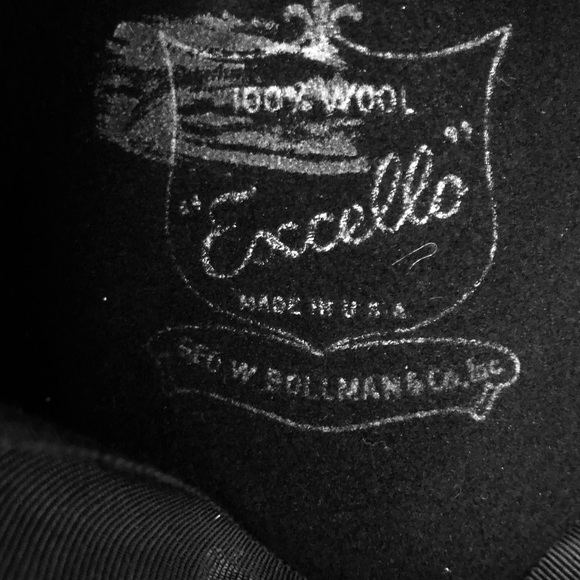 100% WOOL
"Excello"
MADE IN U.S.A
GEO. W. BOLLMAN & CO. Inc